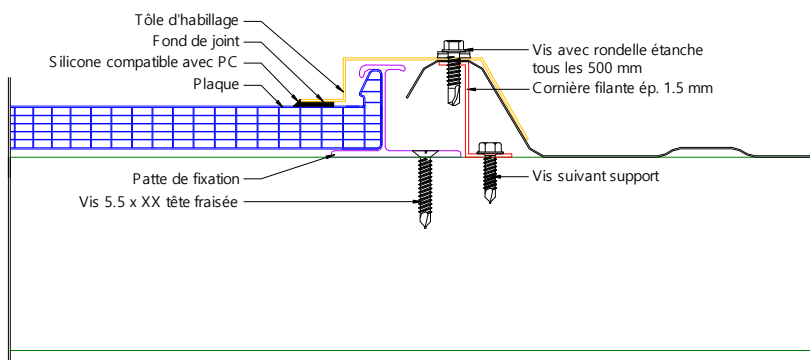 Tôle d'habillage
Fond de joint
Silicone compatible avec PC
Plaque
Vis avec rondelle étanche
tous les 500 mm
Cornière filante ép. 1.5 mm
Patte de fixation
Vis 5.5 x XX tête fraisée
Vis suivant support